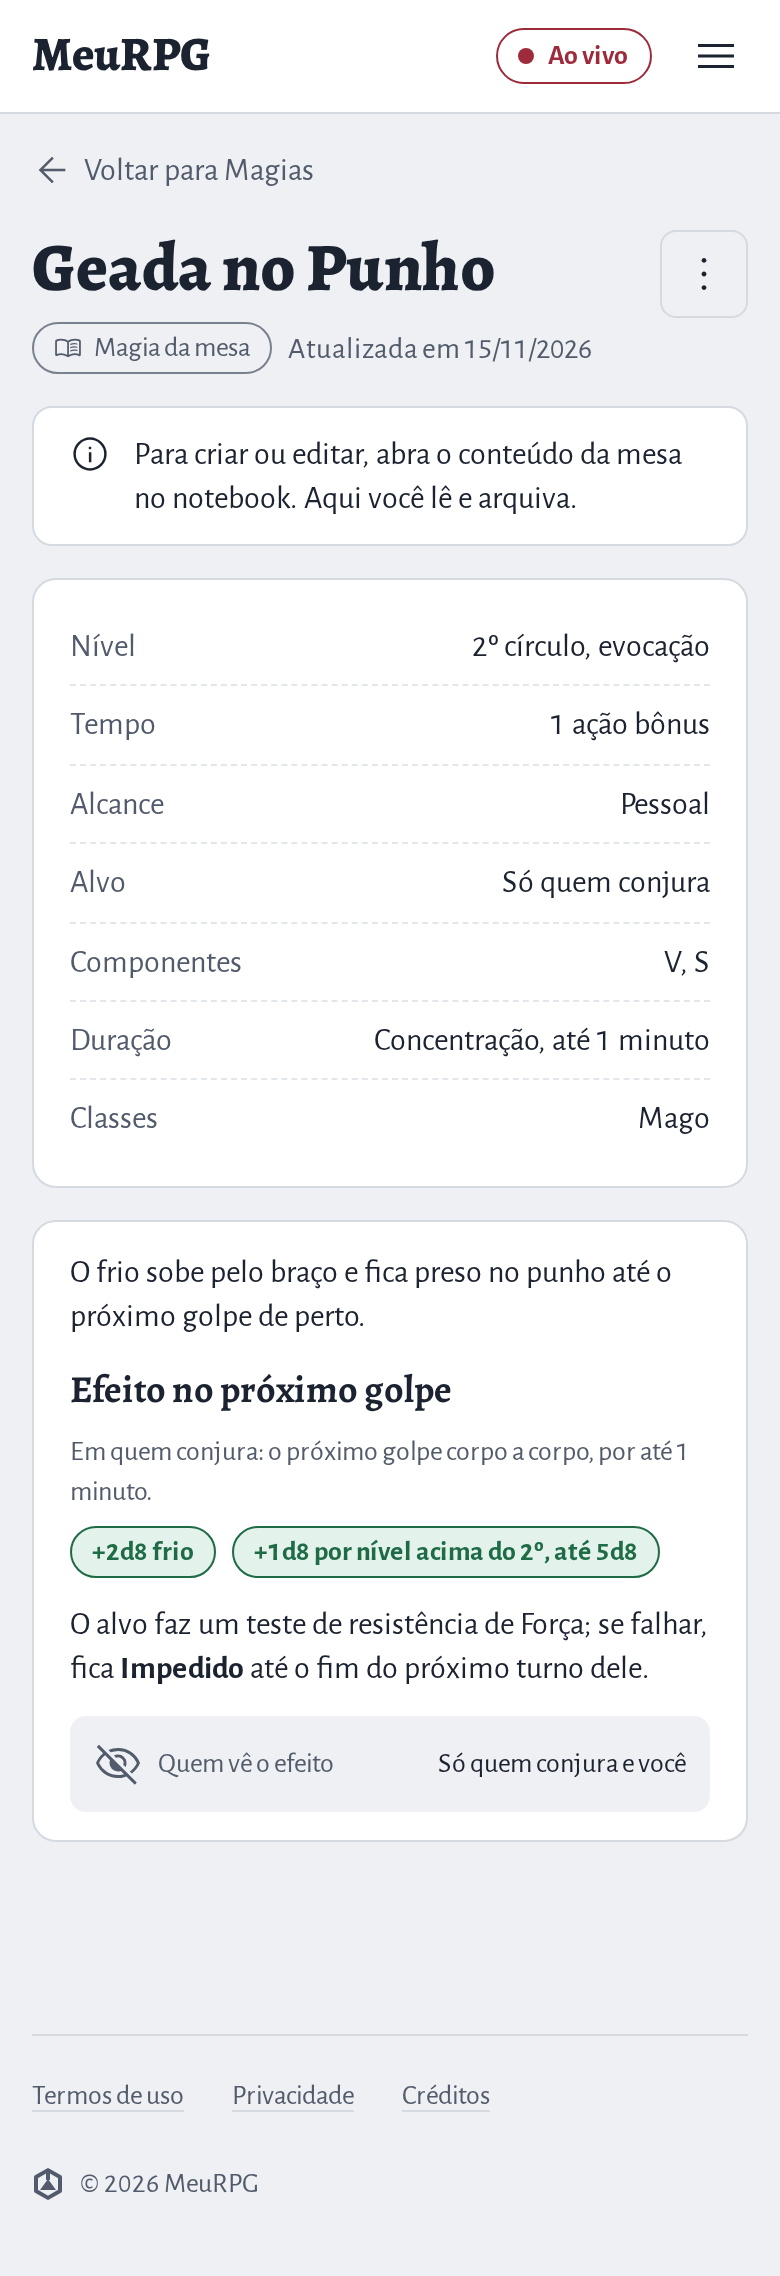 MeuRPG
Ao vivo
Voltar para Magias
Geada no Punho
Magia da mesa
Atualizada em 15/11/2026
Para criar ou editar, abra o conteúdo da mesa
no notebook. Aqui você lê e arquiva.
Nível
2º círculo, evocação
Tempo
1 ação bônus
Alcance
Pessoal
Alvo
Só quem conjura
Componentes
V, S
Duração
Concentração, até 1 minuto
Classes
Mago
O frio sobe pelo braço e fica preso no punho até o
próximo golpe de perto.
Efeito no próximo golpe
Em quem conjura: o próximo golpe corpo a corpo, por até 1
minuto.
+2d8 frio
+1d8 por nível acima do 2º, até 5d8
O alvo faz um teste de resistência de Força; se falhar,
fica Impedido até o fim do próximo turno dele.
Quem vê o efeito
Só quem conjura e você
Termos de uso
Privacidade
Créditos
© 2026 MeuRPG